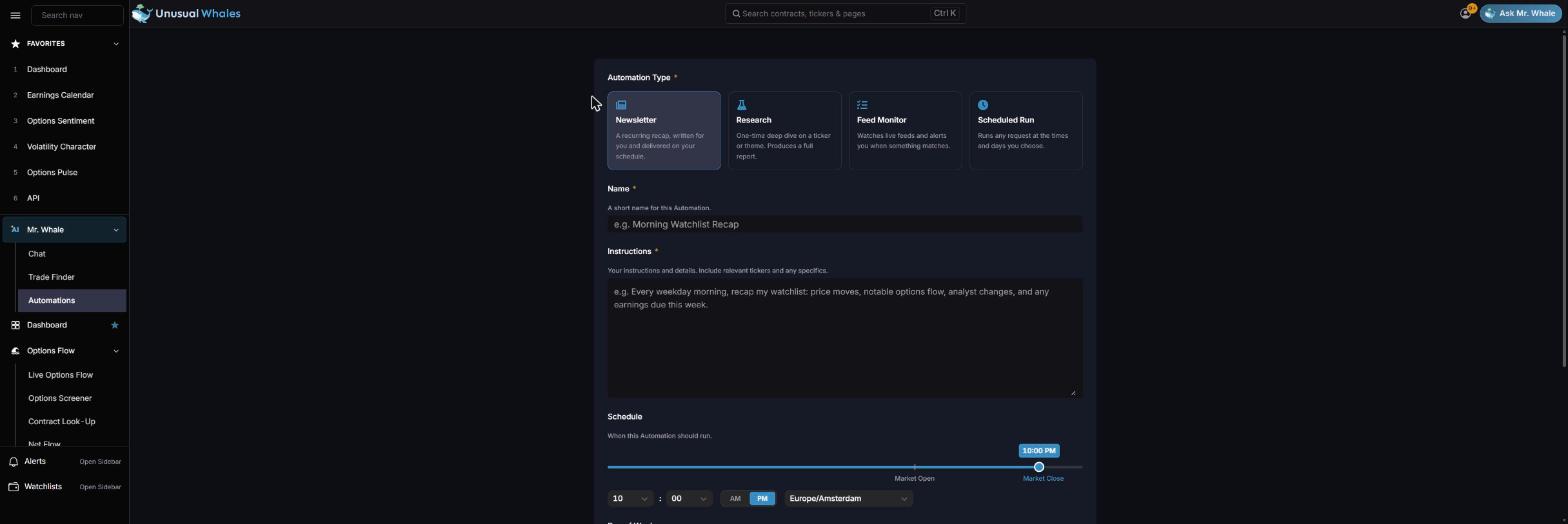 Search nav
Unusual Whales
Search contracts, tickers & pages
Ctrl K
9+
Ask Mr. Whale
FAVORITES
1 Dashboard
2 Earnings Calendar
3 Options Sentiment
4 Volatility Character
5 Options Pulse
6 API
AI Mr. Whale
Chat
Trade Finder
Automations
Dashboard
Options Flow
Live Options Flow
Options Screener
Contract Look-Up
Net Flow
Alerts Open Sidebar
Watchlists Open Sidebar
Automation Type *
Newsletter
A recurring recap, written for
you and delivered on your
schedule.
Research
One-time deep dive on a ticker
or theme. Produces a full
report.
Feed Monitor
Watches live feeds and alerts
you when something matches.
Scheduled Run
Runs any request at the times
and days you choose.
Name *
A short name for this Automation.
e.g. Morning Watchlist Recap
Instructions *
Your instructions and details. Include relevant tickers and any specifics.
e.g. Every weekday morning, recap my watchlist: price moves, notable options flow, analyst changes, and any
earnings due this week.
Schedule
When this Automation should run.
10:00 PM
Market Open
Market Close
10 : 00 AM PM Europe/Amsterdam